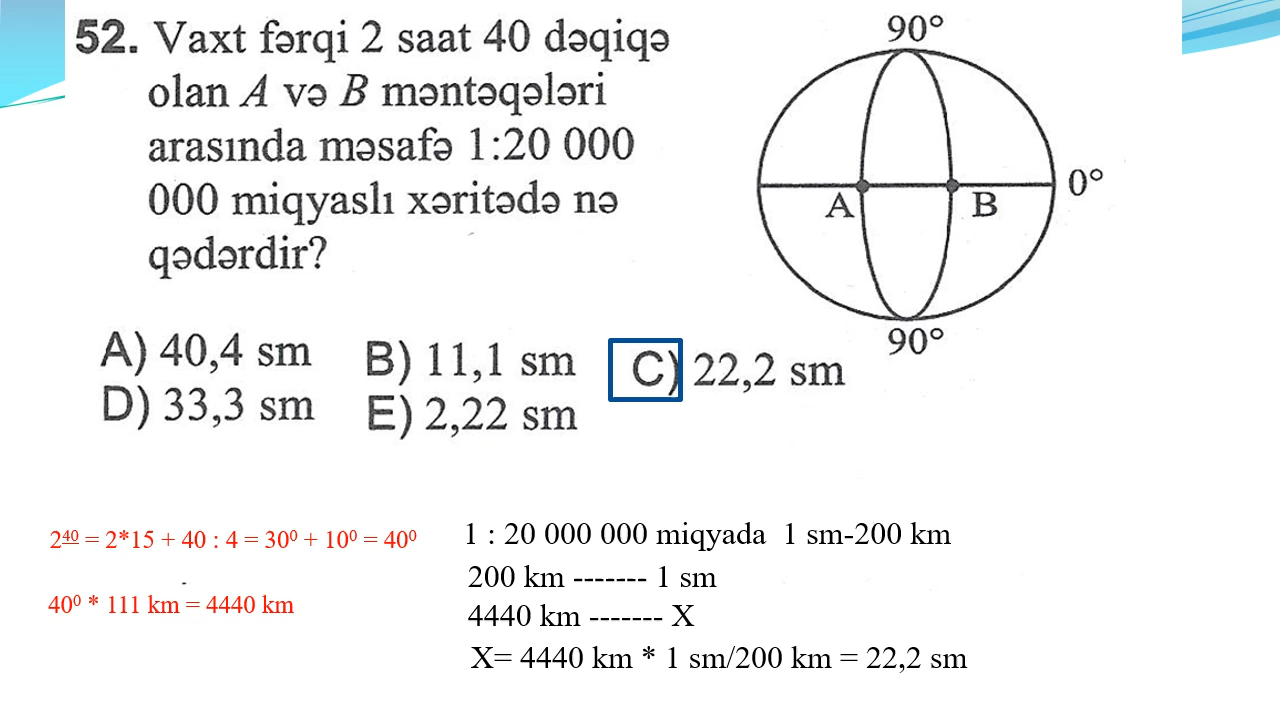 52. Vaxt fərqi 2 saat 40 dəqiqə
olan A və B məntəqələri
arasında məsafə 1:20 000
000 miqyaslı xəritədə nə
qədərdir?
90°
0°
A
B
90°
A) 40,4 sm
B) 11,1 sm
C) 22,2 sm
D) 33,3 sm
E) 2,22 sm
2⁴⁰ = 2*15 + 40 : 4 = 30⁰ + 10⁰ = 40⁰
40⁰ * 111 km = 4440 km
1 : 20 000 000 miqyada 1 sm-200 km
200 km ------- 1 sm
4440 km ------- X
X= 4440 km * 1 sm/200 km = 22,2 sm